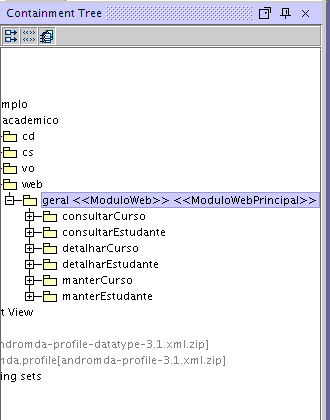 Containment Tree
mplo
academico
cd
cs
vo
web
geral <<ModuloWeb>> <<ModuloWebPrincipal>>
consultarCurso
consultarEstudante
detalharCurso
detalharEstudante
manterCurso
manterEstudante
t View
ndromda-profile-datatype-3.1.xml.zip]
mda.profile[andromda-profile-3.1.xml.zip]
ing sets